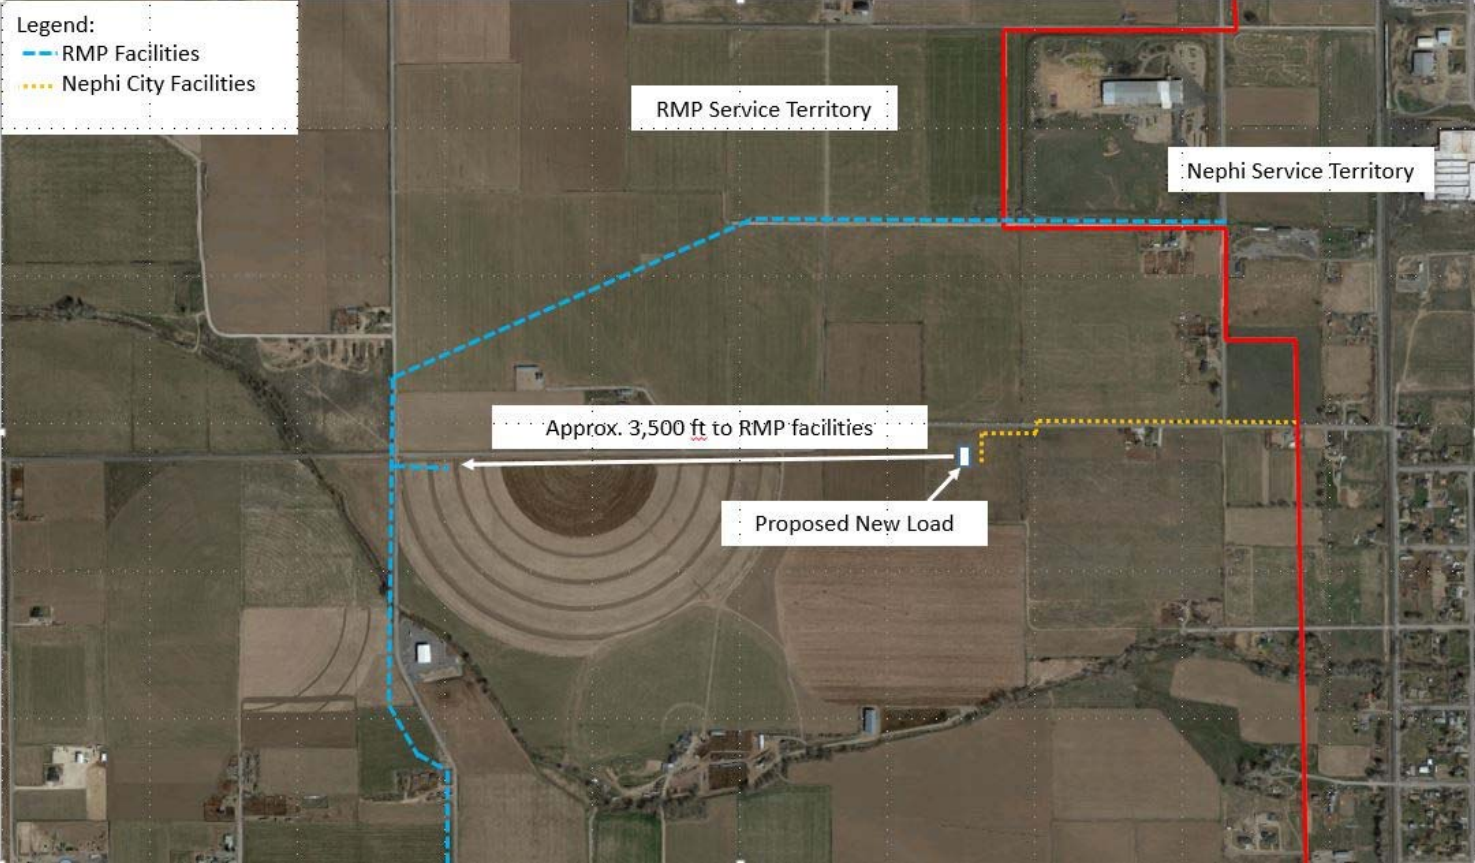 Legend:
RMP Facilities
Nephi City Facilities
RMP Service Territory
Nephi Service Territory
Approx. 3,500 ft to RMP facilities
Proposed New Load